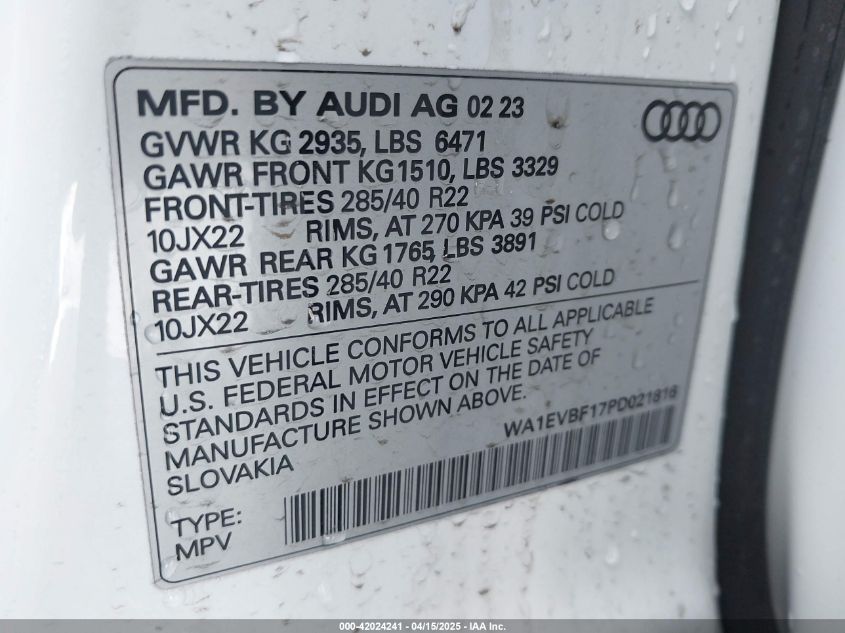 MFD. BY AUDI AG 02 23
GVWR KG 2935, LBS 6471
GAWR FRONT KG1510, LBS 3329
FRONT-TIRES 285/40 R22
10JX22 RIMS, AT 270 KPA 39 PSI COLD
GAWR REAR KG 1765, LBS 3891
REAR-TIRES 285/40 R22
10JX22 RIMS, AT 290 KPA 42 PSI COLD
THIS VEHICLE CONFORMS TO ALL APPLICABLE
U.S. FEDERAL MOTOR VEHICLE SAFETY
STANDARDS IN EFFECT ON THE DATE OF
MANUFACTURE SHOWN ABOVE.
WA1EVBF17PD021816
SLOVAKIA
TYPE:
MPV
000-42024241 - 04/15/2025 - IAA Inc.